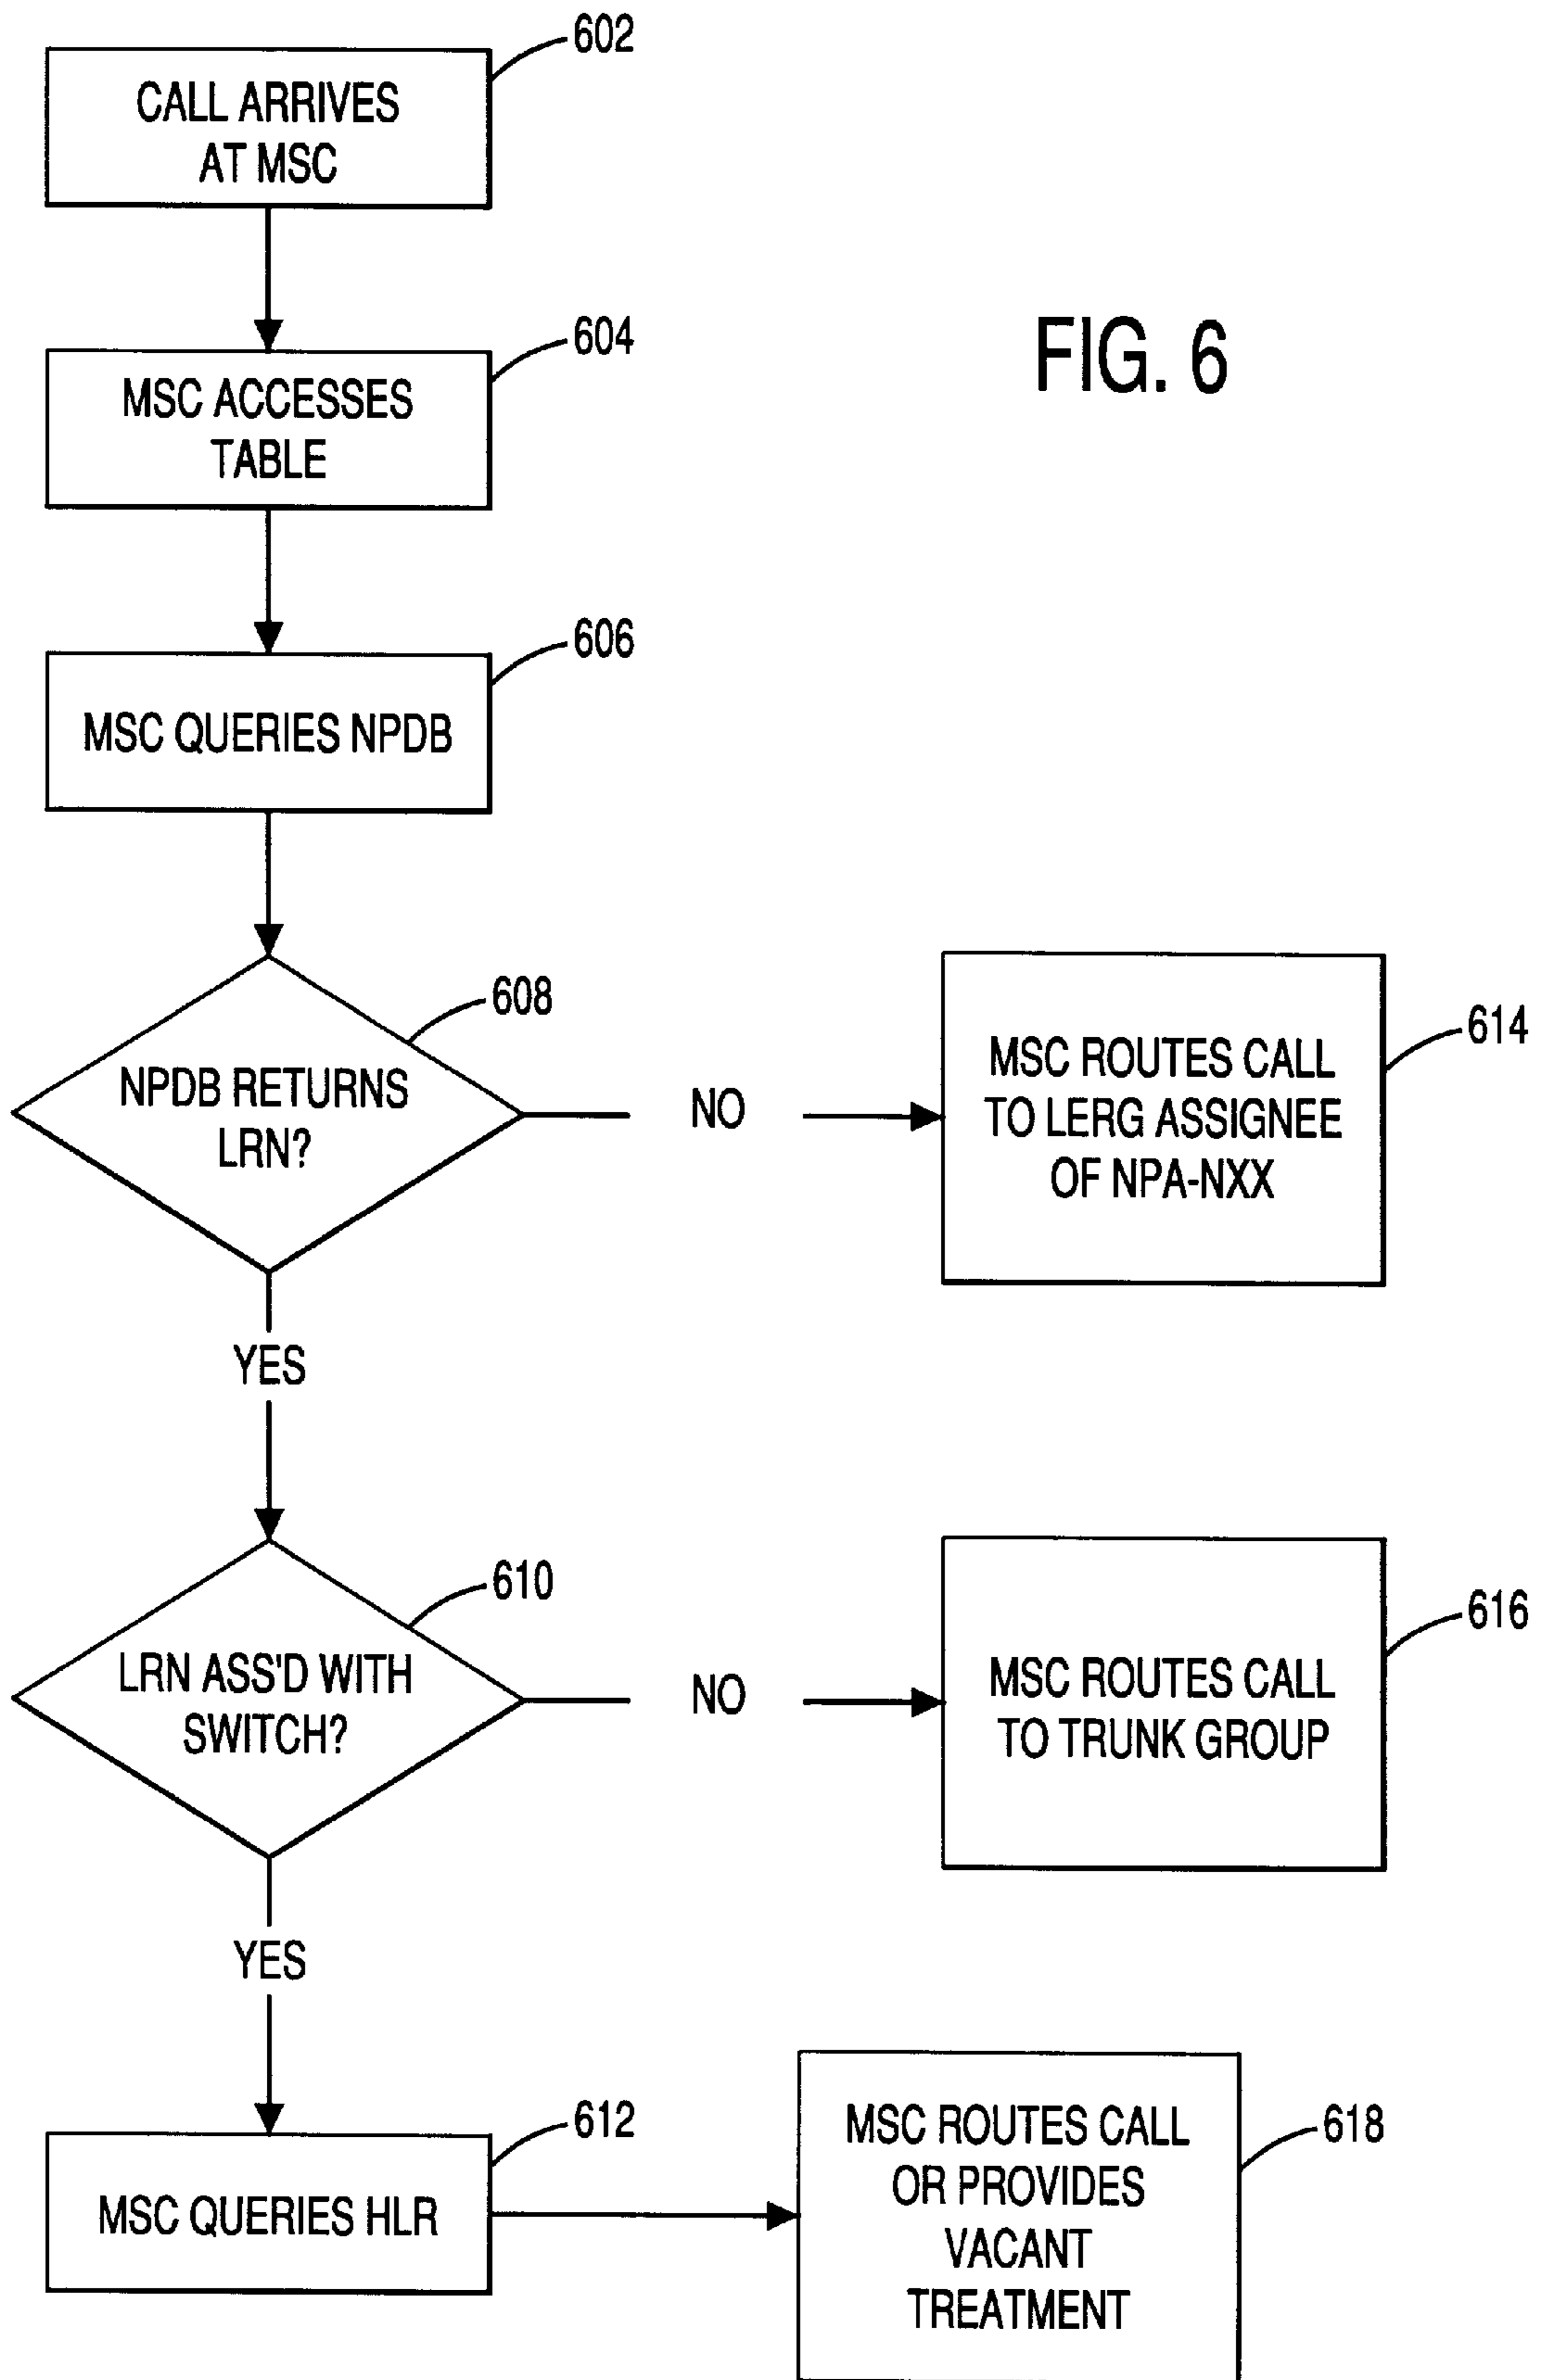 602
CALL ARRIVES
AT MSC
604
MSC ACCESSES
TABLE
FIG. 6
606
MSC QUERIES NPDB
608
NPDB RETURNS
LRN?
NO
614
MSC ROUTES CALL
TO LERG ASSIGNEE
OF NPA-NXX
YES
610
LRN ASS'D WITH
SWITCH?
NO
616
MSC ROUTES CALL
TO TRUNK GROUP
YES
612
MSC QUERIES HLR
618
MSC ROUTES CALL
OR PROVIDES
VACANT
TREATMENT